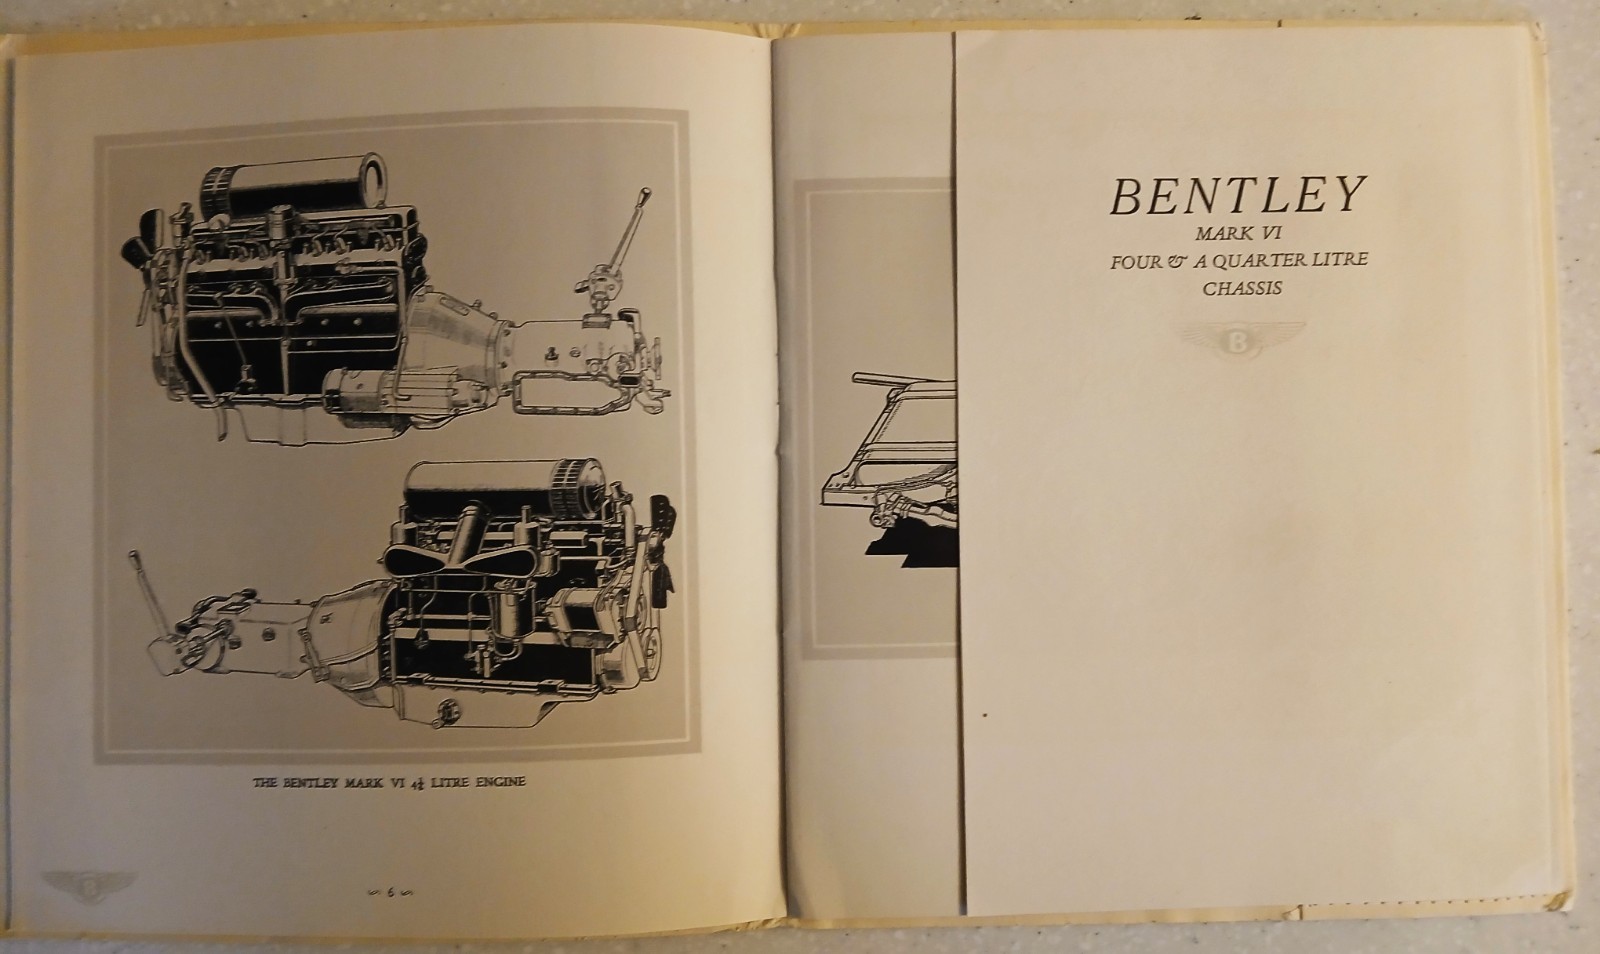 THE BENTLEY MARK VI 4¼ LITRE ENGINE
B
6
BENTLEY
MARK VI
FOUR & A QUARTER LITRE
CHASSIS
B